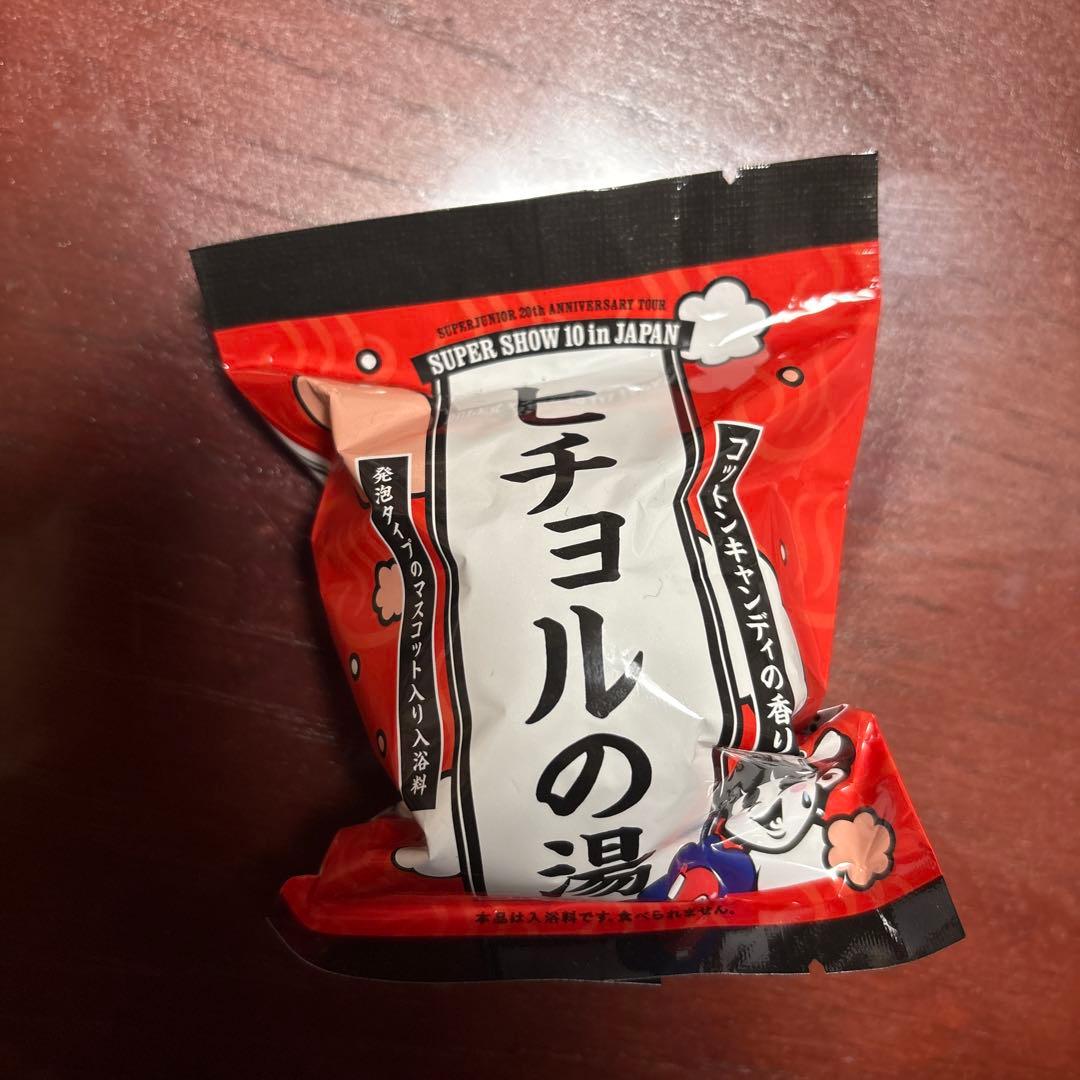 SUPERJUNIOR 20th ANNIVERSARY TOUR
SUPER SHOW 10 in JAPAN
ヒチョルの湯
コットンキャンディの香り
発泡タイプのマスコット入り入浴料
本品は入浴料です。食べられません。